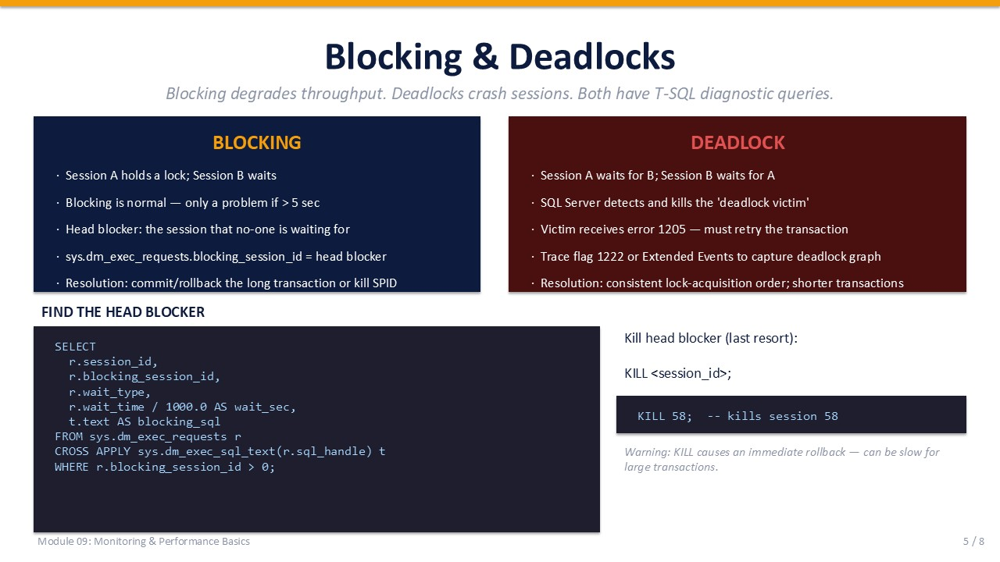 Blocking & Deadlocks
Blocking degrades throughput. Deadlocks crash sessions. Both have T-SQL diagnostic queries.
BLOCKING
· Session A holds a lock; Session B waits
· Blocking is normal — only a problem if > 5 sec
· Head blocker: the session that no-one is waiting for
· sys.dm_exec_requests.blocking_session_id = head blocker
· Resolution: commit/rollback the long transaction or kill SPID
DEADLOCK
· Session A waits for B; Session B waits for A
· SQL Server detects and kills the 'deadlock victim'
· Victim receives error 1205 — must retry the transaction
· Trace flag 1222 or Extended Events to capture deadlock graph
· Resolution: consistent lock-acquisition order; shorter transactions
FIND THE HEAD BLOCKER
SELECT
  r.session_id,
  r.blocking_session_id,
  r.wait_type,
  r.wait_time / 1000.0 AS wait_sec,
  t.text AS blocking_sql
FROM sys.dm_exec_requests r
CROSS APPLY sys.dm_exec_sql_text(r.sql_handle) t
WHERE r.blocking_session_id > 0;
Kill head blocker (last resort):
KILL <session_id>;
KILL 58;  -- kills session 58
Warning: KILL causes an immediate rollback — can be slow for
large transactions.
Module 09: Monitoring & Performance Basics
5 / 8